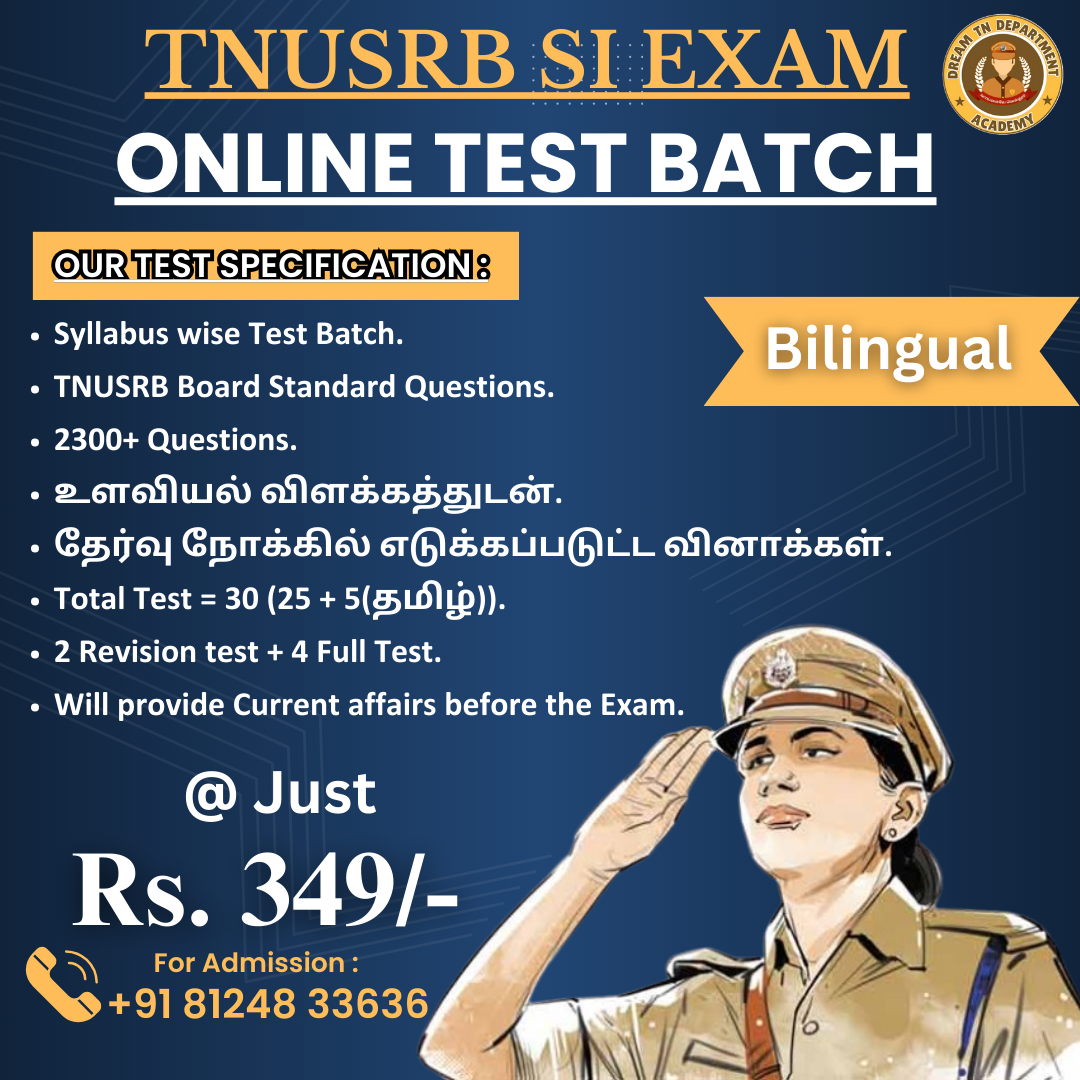 TNUSRB SI EXAM
DREAM TN DEPARTMENT
ACADEMY
ONLINE TEST BATCH
OUR TEST SPECIFICATION :
Bilingual
• Syllabus wise Test Batch.
• TNUSRB Board Standard Questions.
• 2300+ Questions.
• உளவியல் விளக்கத்துடன்.
• தேர்வு நோக்கில் எடுக்கப்படுட்ட வினாக்கள்.
• Total Test = 30 (25 + 5(தமிழ்)).
• 2 Revision test + 4 Full Test.
• Will provide Current affairs before the Exam.
@ Just
Rs. 349/-
For Admission :
+91 81248 33636